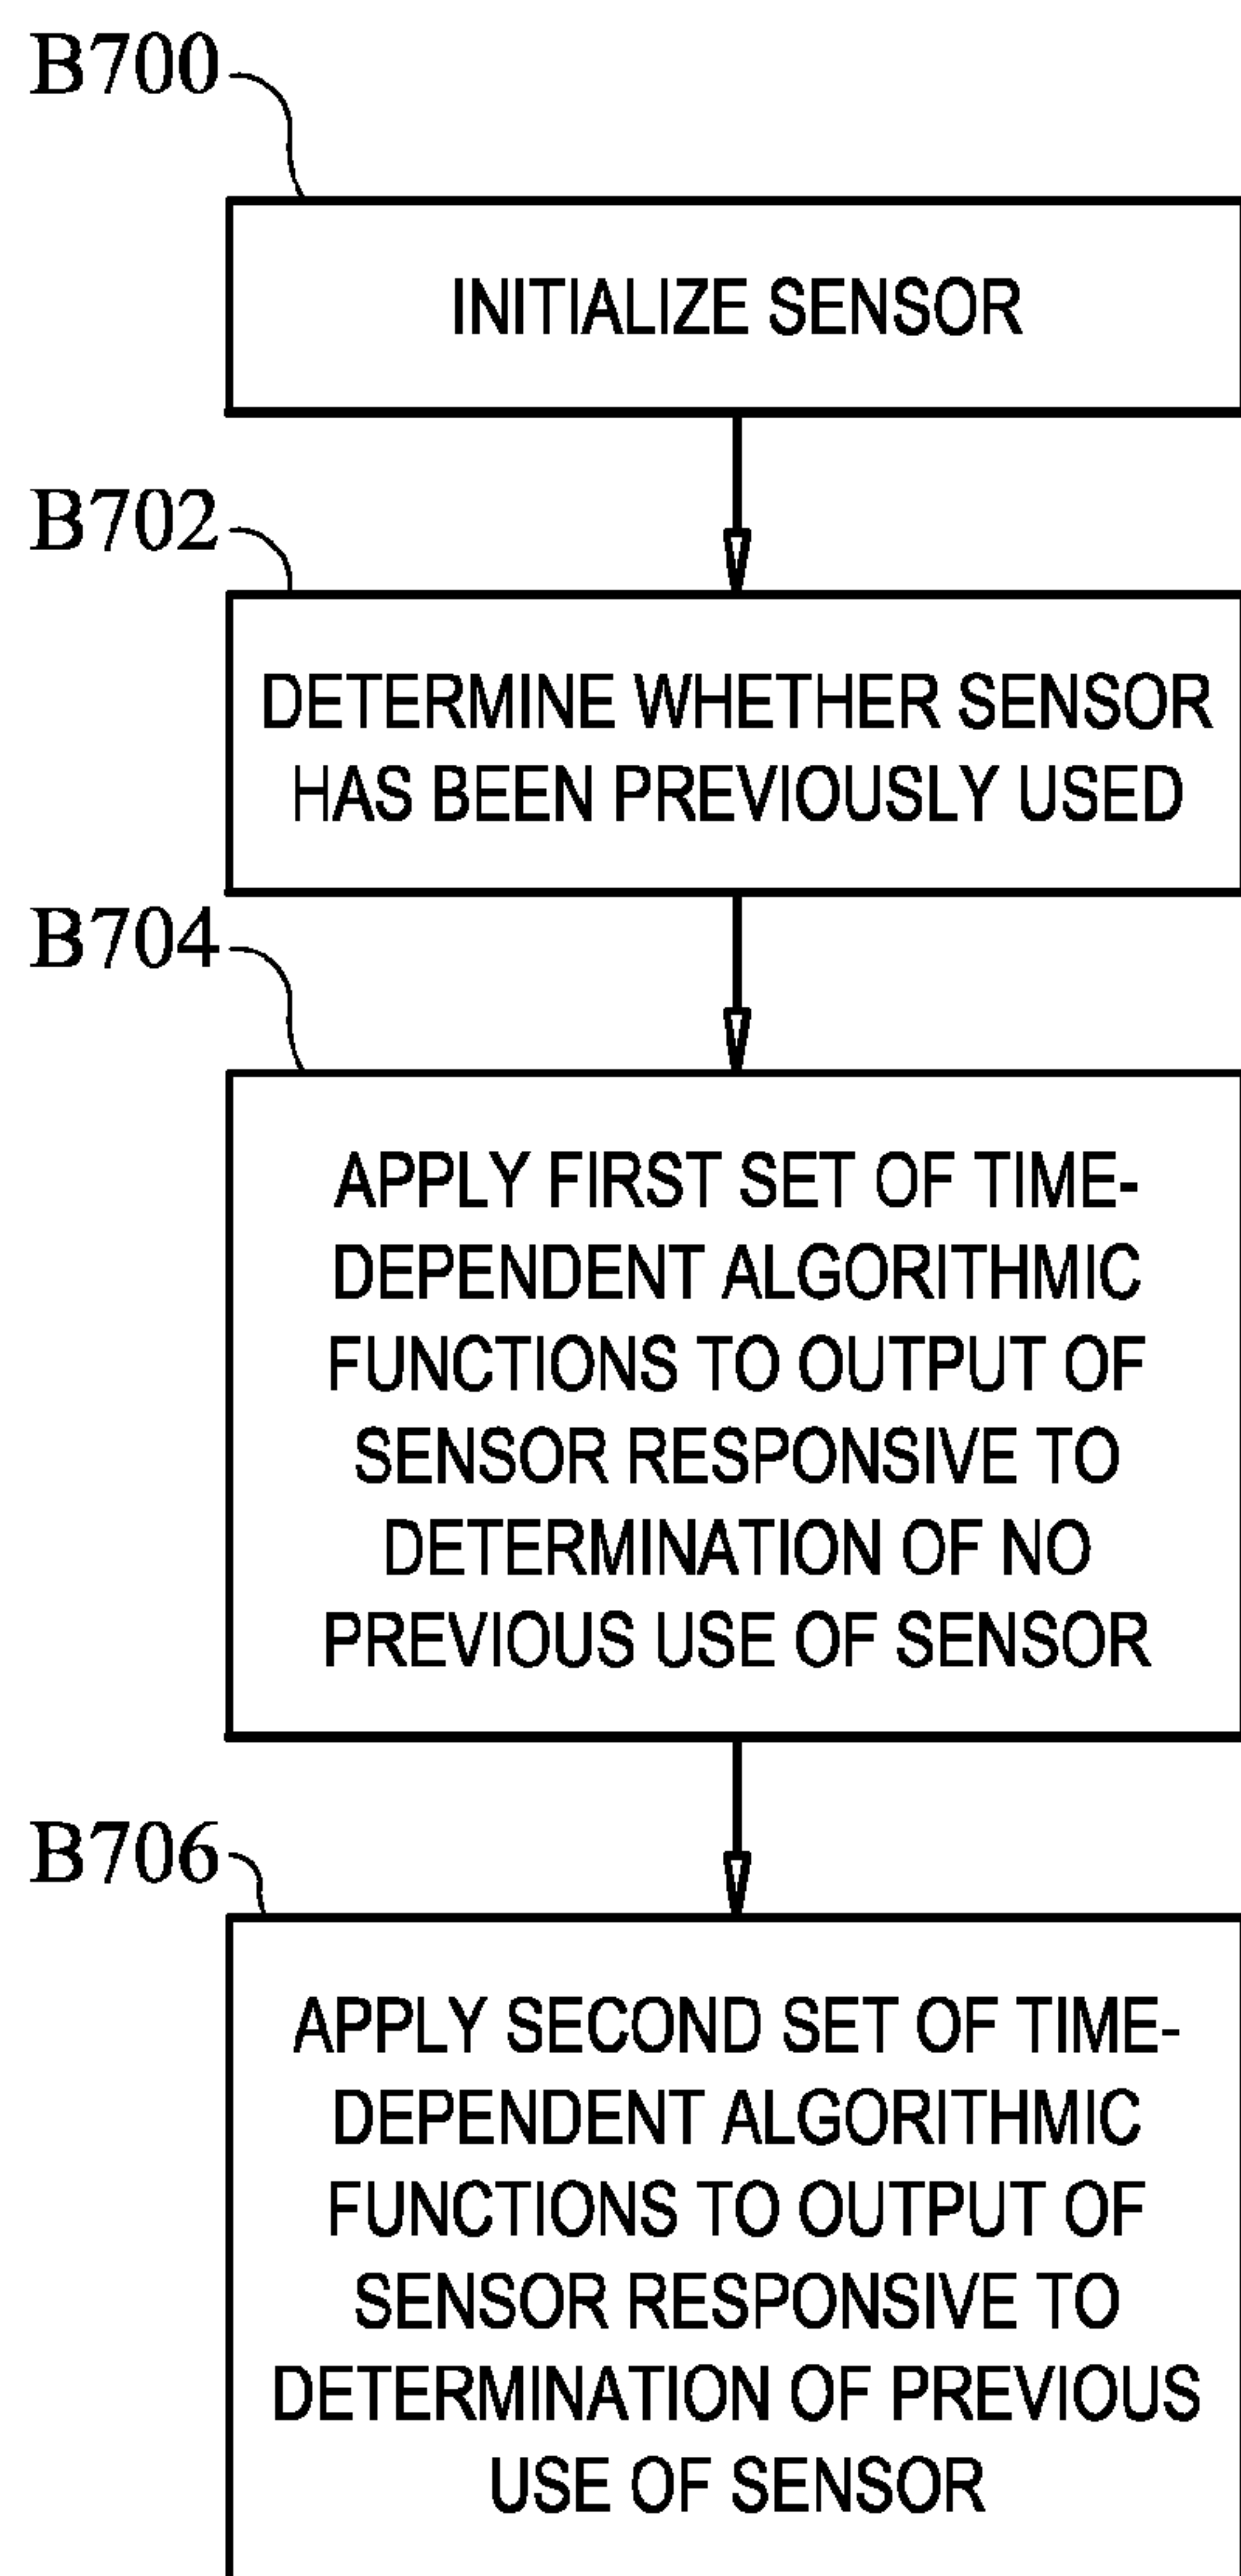 B700
INITIALIZE SENSOR
B702
DETERMINE WHETHER SENSOR
HAS BEEN PREVIOUSLY USED
B704
APPLY FIRST SET OF TIME-
DEPENDENT ALGORITHMIC
FUNCTIONS TO OUTPUT OF
SENSOR RESPONSIVE TO
DETERMINATION OF NO
PREVIOUS USE OF SENSOR
B706
APPLY SECOND SET OF TIME-
DEPENDENT ALGORITHMIC
FUNCTIONS TO OUTPUT OF
SENSOR RESPONSIVE TO
DETERMINATION OF PREVIOUS
USE OF SENSOR